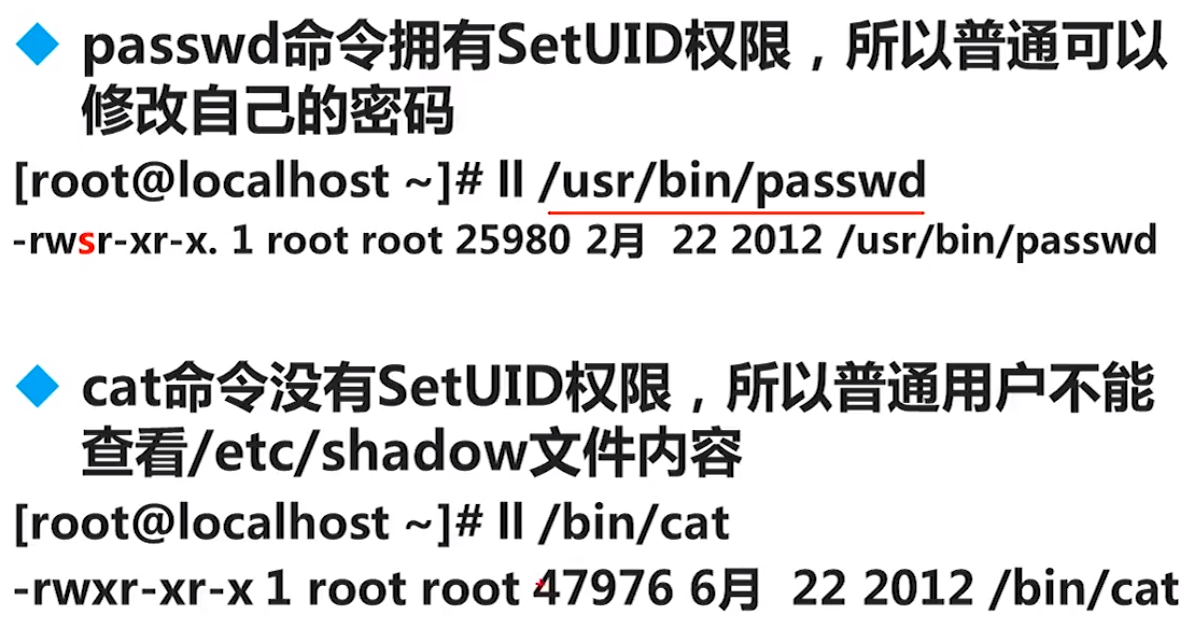 passwd命令拥有SetUID权限，所以普通可以
修改自己的密码
[root@localhost ~]# ll /usr/bin/passwd
-rwsr-xr-x. 1 root root 25980 2月 22 2012 /usr/bin/passwd
cat命令没有SetUID权限，所以普通用户不能
查看/etc/shadow文件内容
[root@localhost ~]# ll /bin/cat
-rwxr-xr-x 1 root root 47976 6月 22 2012 /bin/cat